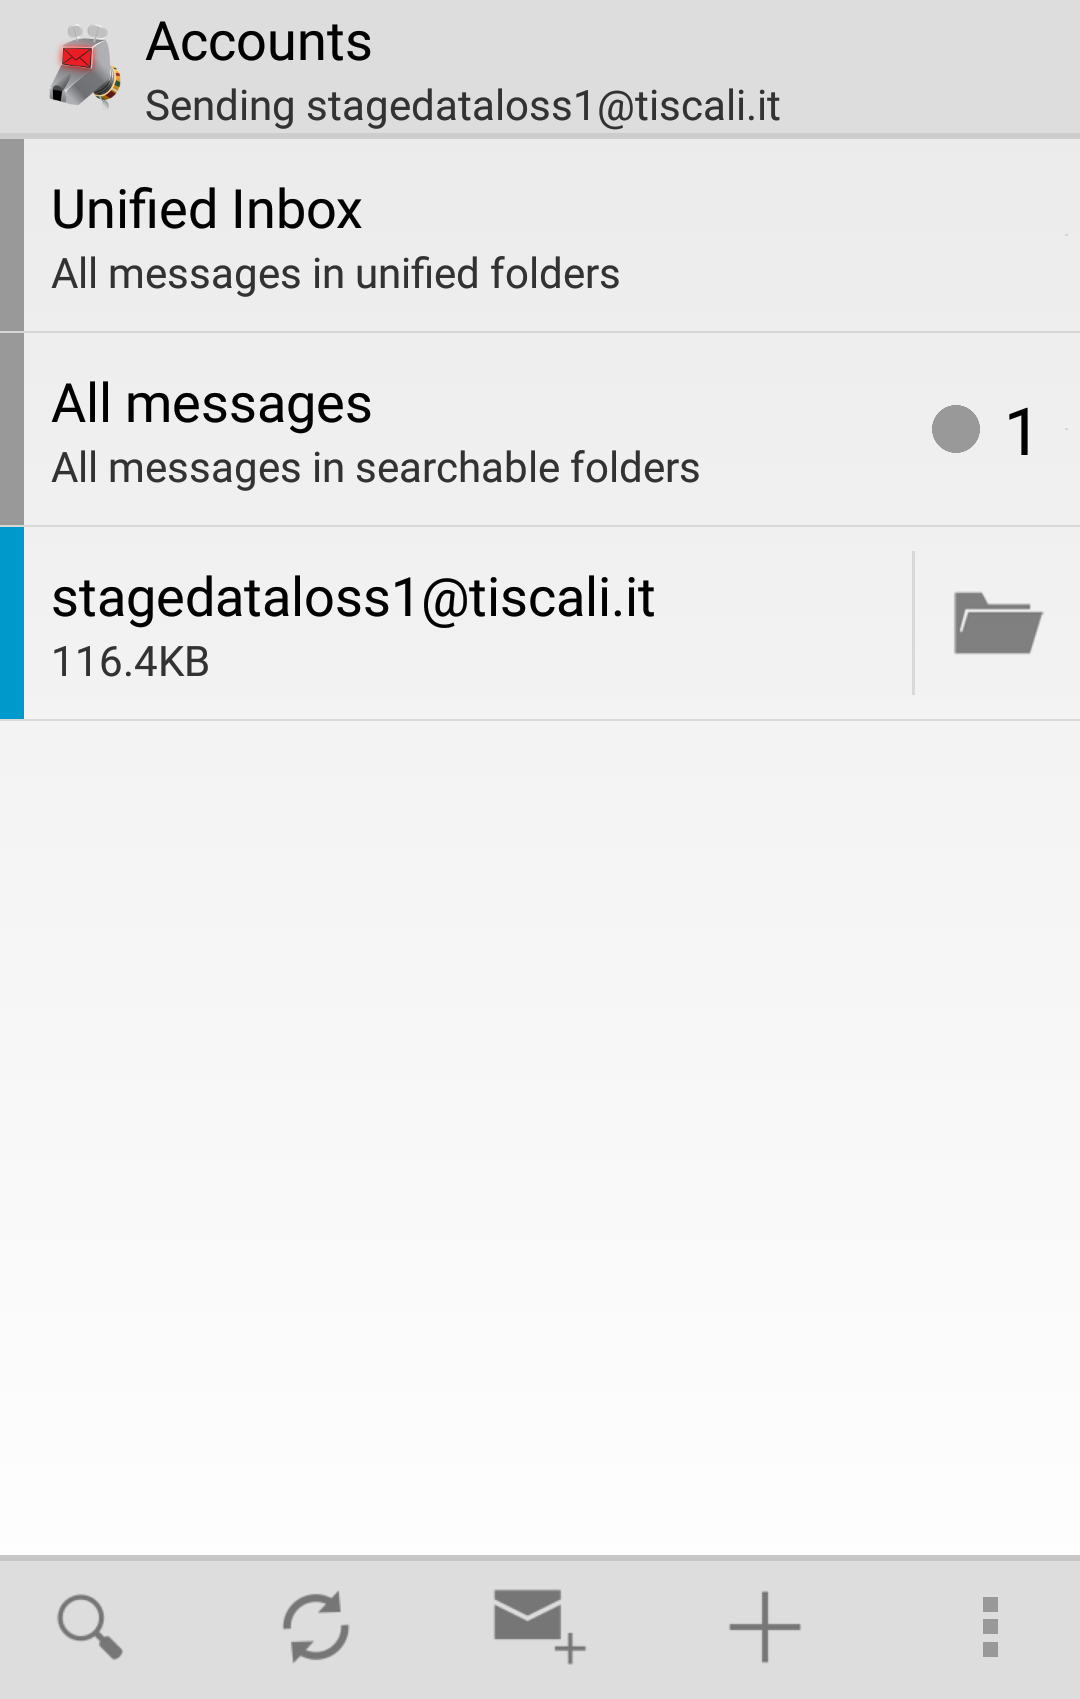 Accounts
Sending stagedataloss1@tiscali.it
Unified Inbox
All messages in unified folders
All messages
All messages in searchable folders
1
stagedataloss1@tiscali.it
116.4KB